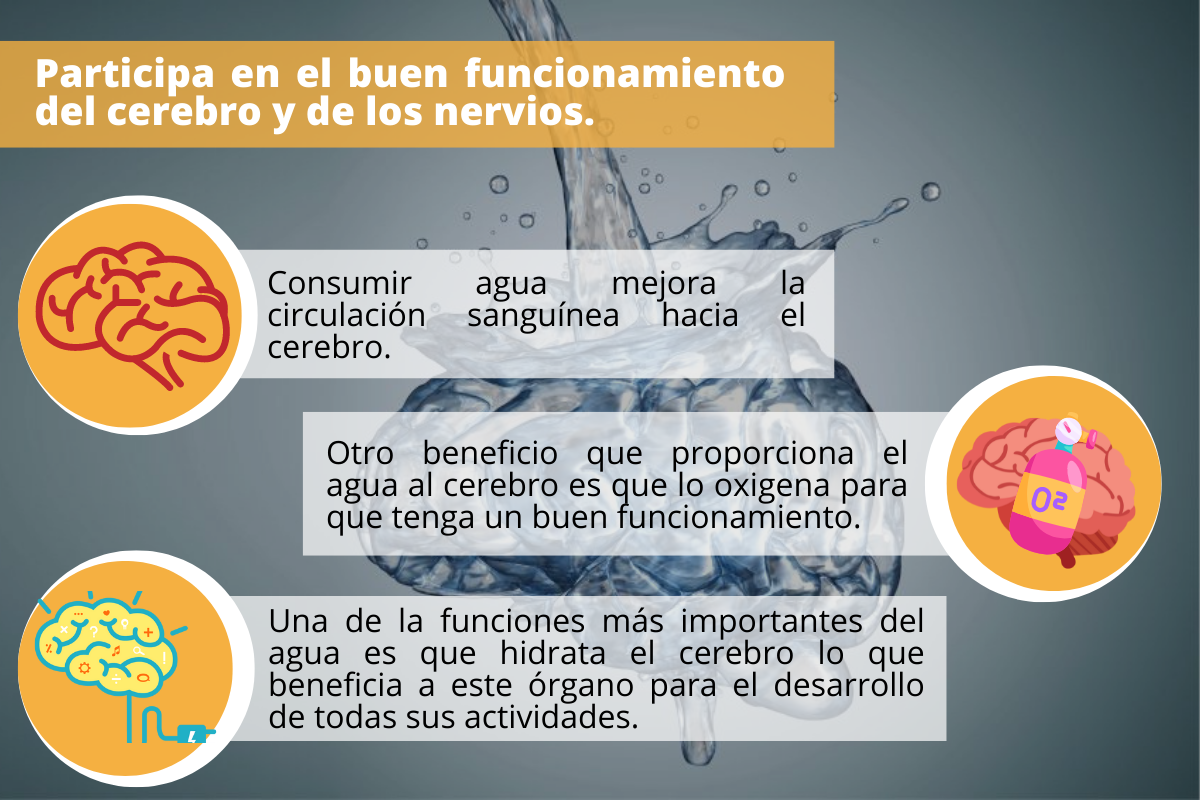 Participa en el buen funcionamiento
del cerebro y de los nervios.
Consumir agua mejora la
circulación sanguínea hacia el
cerebro.
Otro beneficio que proporciona el
agua al cerebro es que lo oxigena para
que tenga un buen funcionamiento.
O2
Una de la funciones más importantes del
agua es que hidrata el cerebro lo que
beneficia a este órgano para el desarrollo
de todas sus actividades.